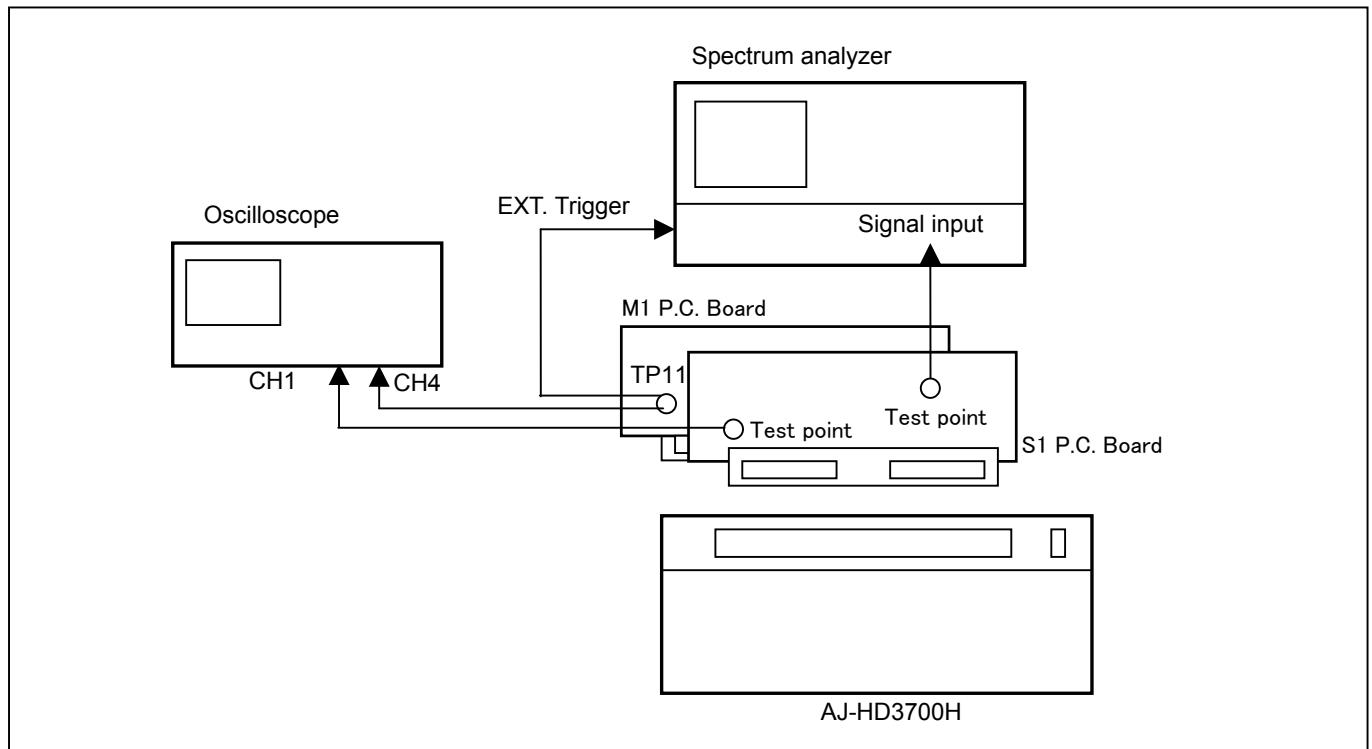 Spectrum analyzer
Oscilloscope
EXT. Trigger
Signal input
M1 P.C. Board
CH1
CH4
TP11
Test point
Test point
S1 P.C. Board
AJ-HD3700H